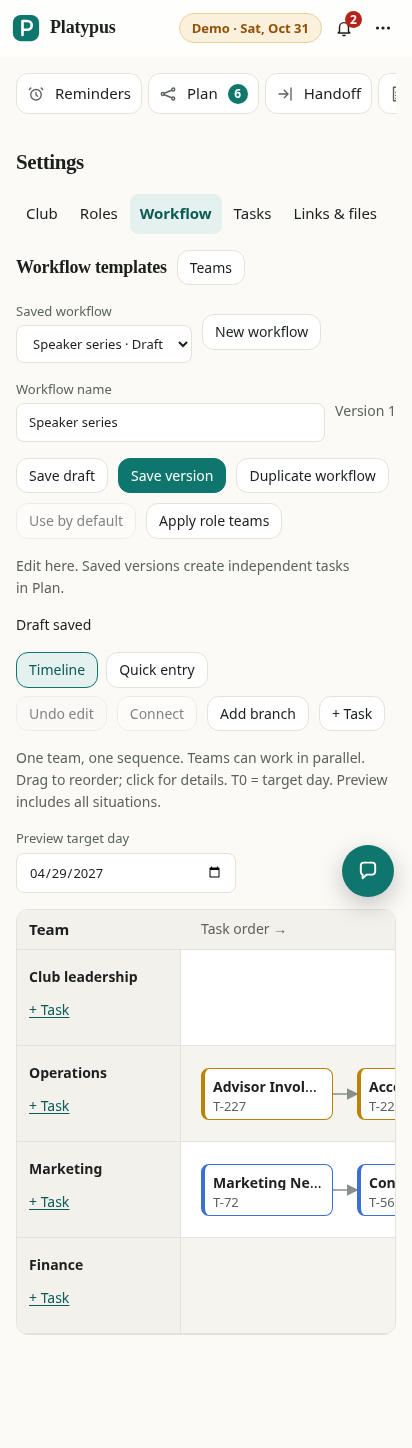 Platypus
Demo · Sat, Oct 31
2
Reminders
Plan 6
Handoff
Settings
Club Roles Workflow Tasks Links & files
Workflow templates Teams
Saved workflow
Speaker series · Draft New workflow
Workflow name
Speaker series Version 1
Save draft Save version Duplicate workflow
Use by default Apply role teams
Edit here. Saved versions create independent tasks
in Plan.
Draft saved
Timeline Quick entry
Undo edit Connect Add branch + Task
One team, one sequence. Teams can work in parallel.
Drag to reorder; click for details. T0 = target day. Preview
includes all situations.
Preview target day
04/29/2027
Team Task order →
Club leadership
+ Task
Operations
+ Task
Advisor Invol...
T-227
Acc
T-22
Marketing
+ Task
Marketing Ne...
T-72
Con
T-56
Finance
+ Task